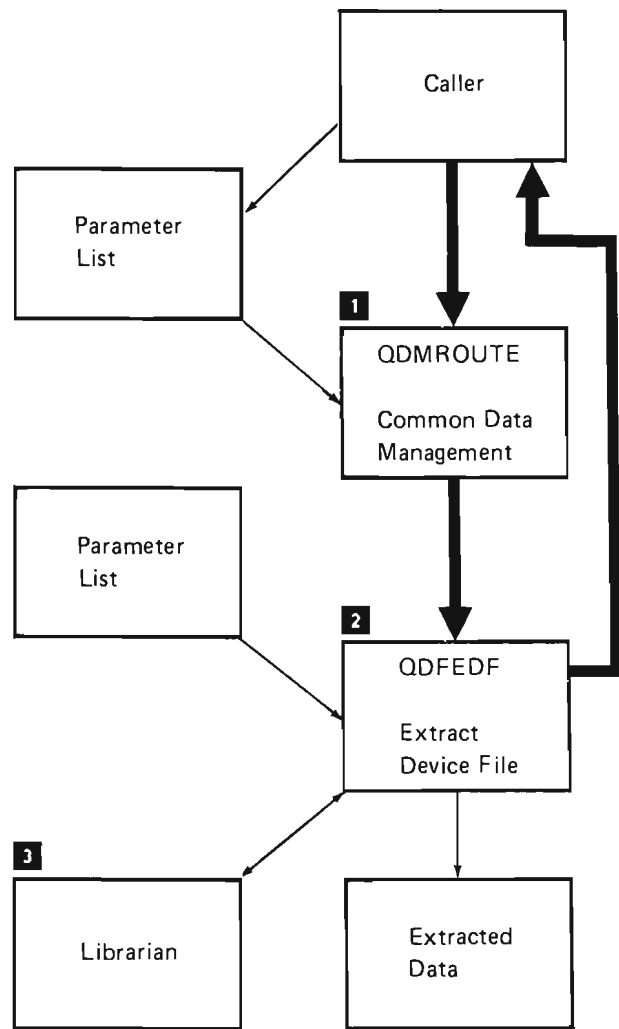 Caller
Parameter
List
1
QDMROUTE
Common Data
Management
Parameter
List
2
QDFEDF
Extract
Device File
3
Librarian
Extracted
Data